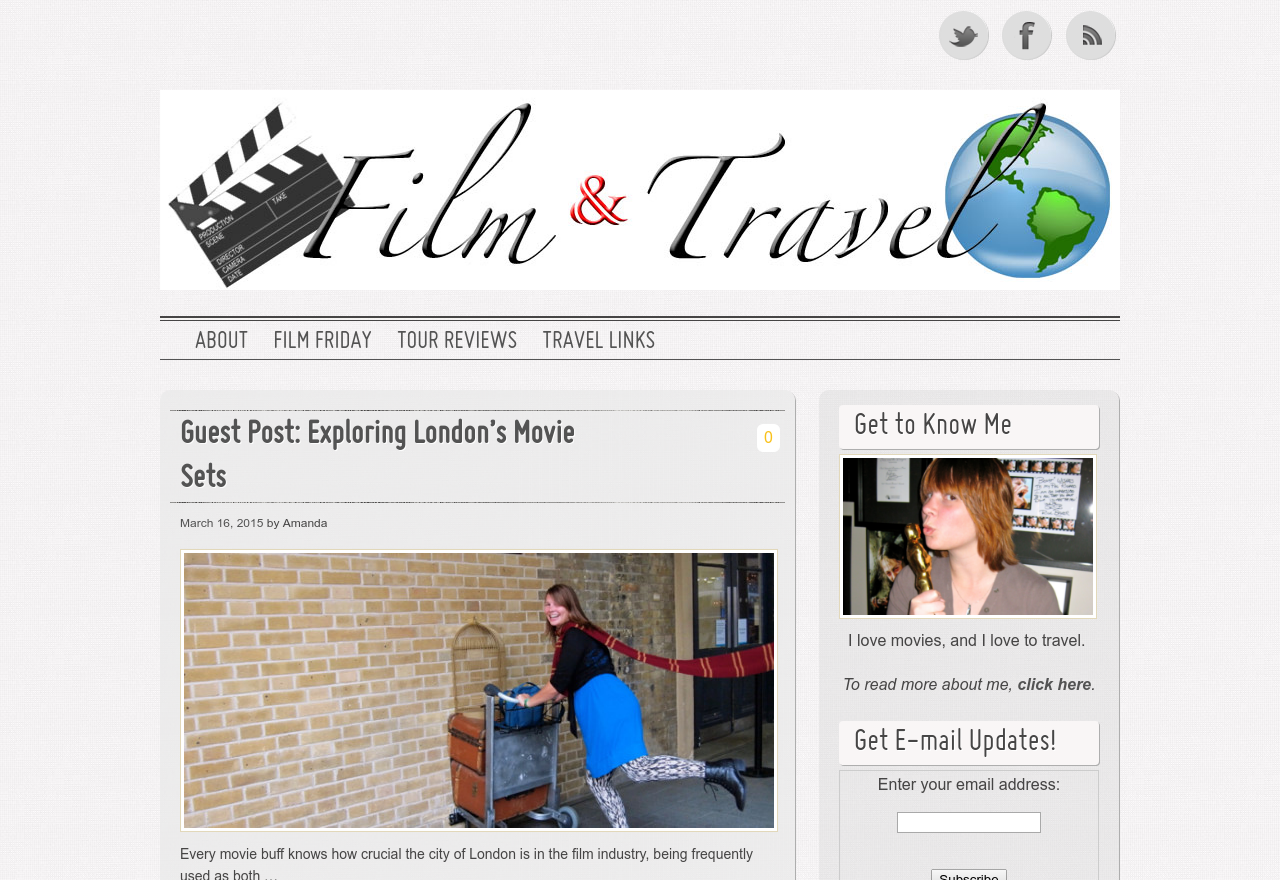 Film & Travel
PRODUCTION
SCENE
TAKE
DIRECTOR
CAMERA
DATE
ABOUT FILM FRIDAY TOUR REVIEWS TRAVEL LINKS
Guest Post: Exploring London's Movie
Sets
0
March 16, 2015 by Amanda
Every movie buff knows how crucial the city of London is in the film industry, being frequently
used as both …
Get to Know Me
I love movies, and I love to travel.
To read more about me, click here.
Get E-mail Updates!
Enter your email address:
Subscribe